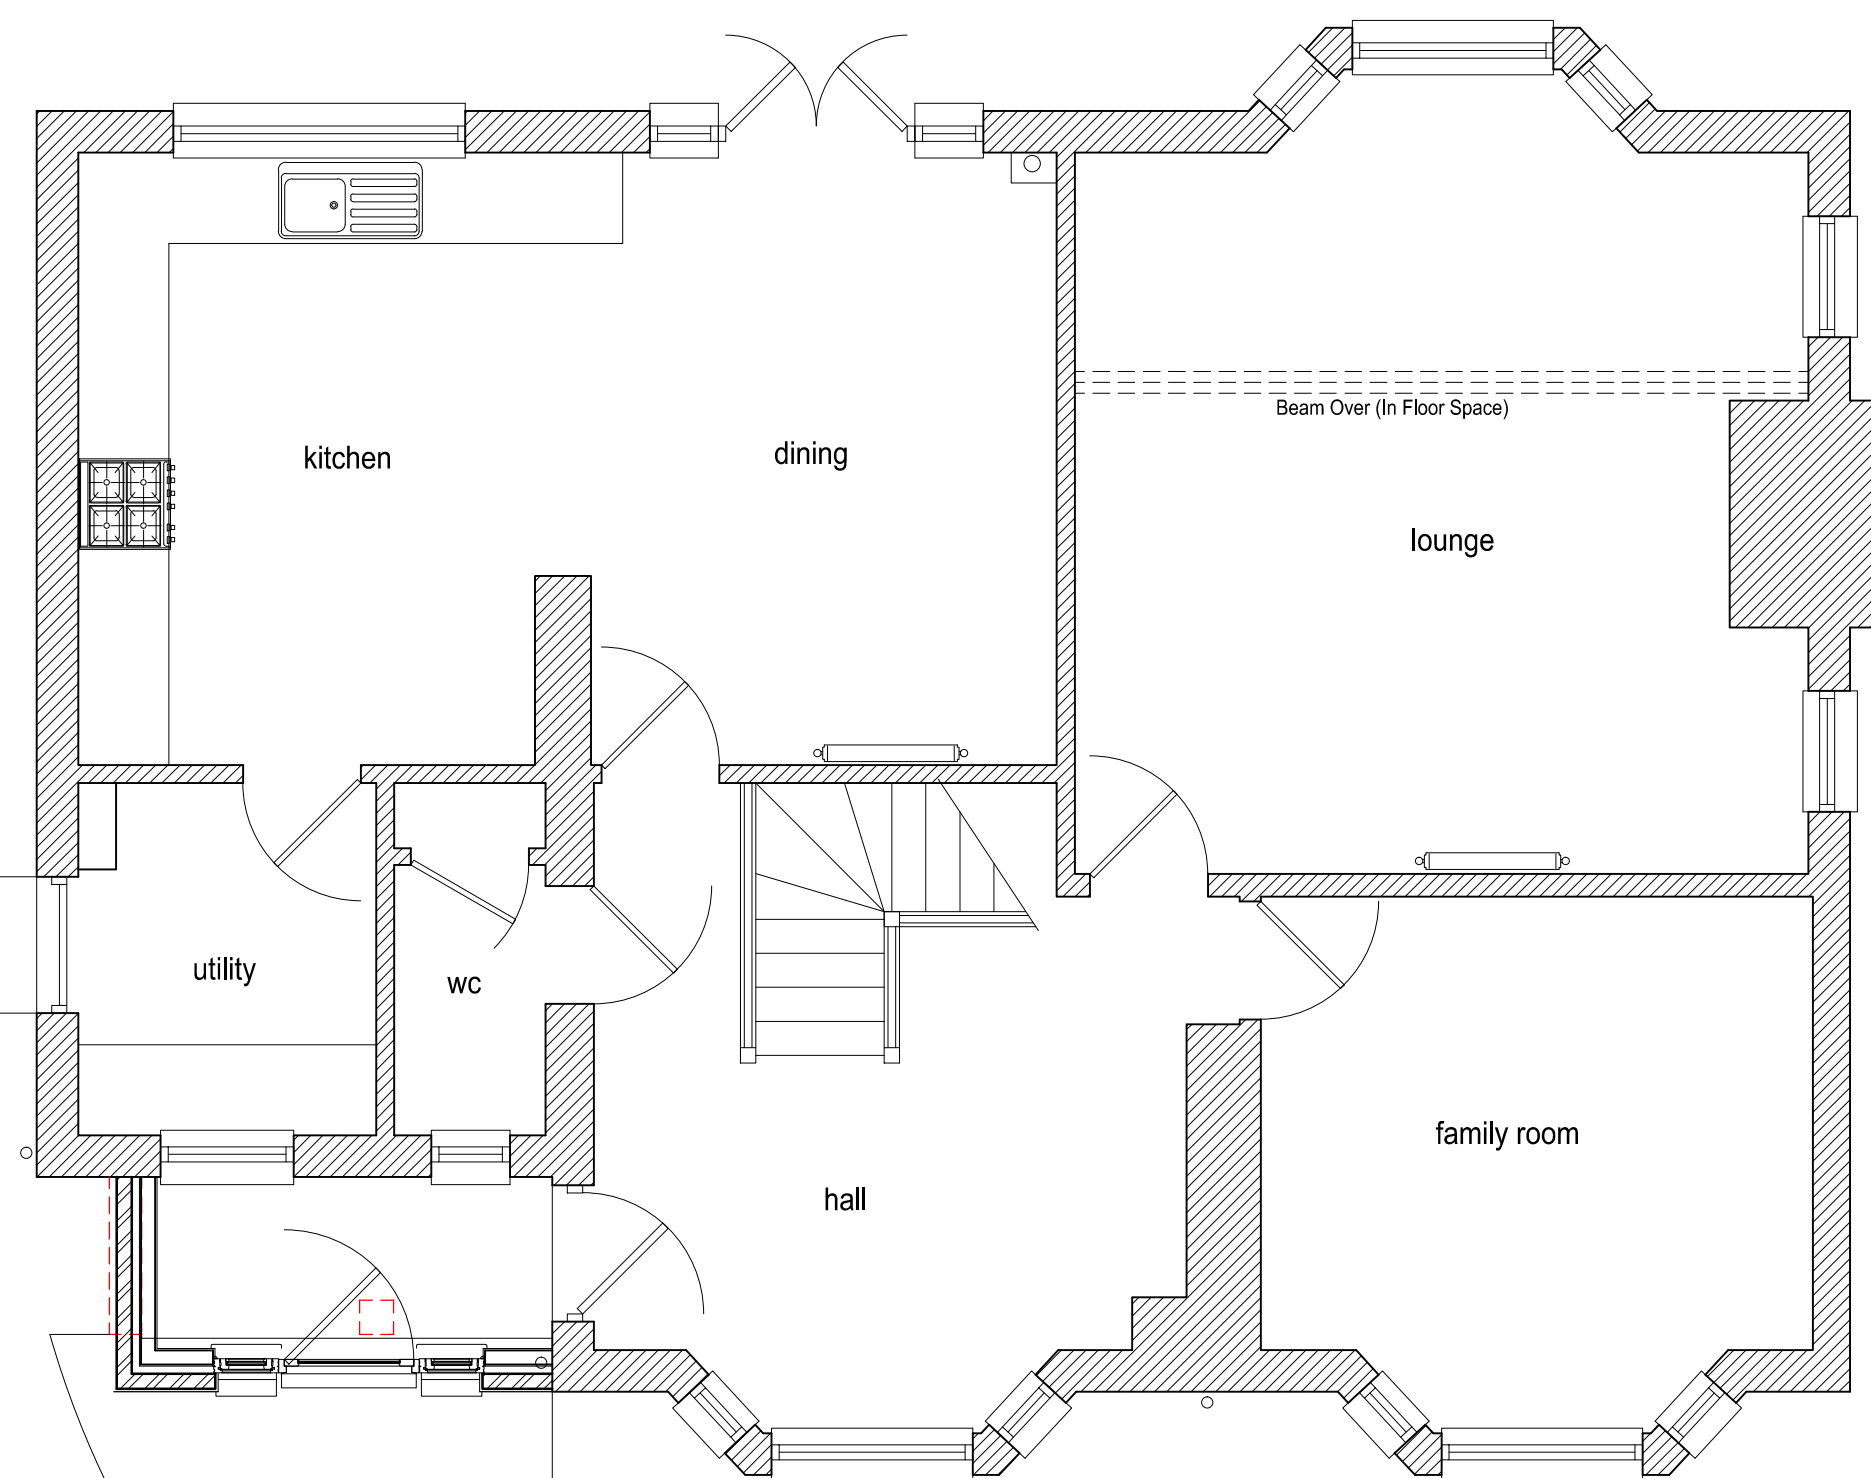 Beam Over (In Floor Space)
kitchen
dining
lounge
utility
wc
family room
hall